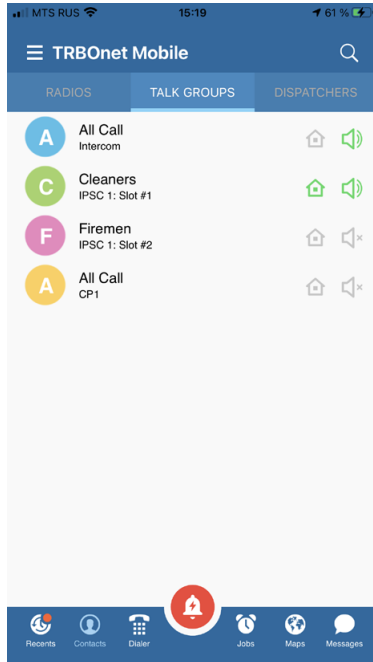 MTS RUS 15:19 61 %
TRBOnet Mobile
RADIOS TALK GROUPS DISPATCHERS
A All Call
Intercom
C Cleaners
IPSC 1: Slot #1
F Firemen
IPSC 1: Slot #2
A All Call
CP1
Recents Contacts Dialer Jobs Maps Messages